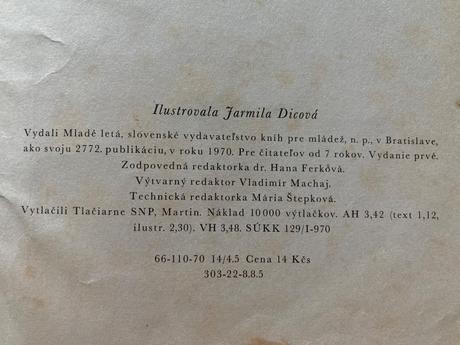 Ilustrovala Jarmila Dicová
Vydali Mladé letá, slovenské vydavateľstvo kníh pre mládež, n. p., v Bratislave,
ako svoju 2772. publikáciu, v roku 1970. Pre čitateľov od 7 rokov. Vydanie prvé.
Zodpovedná redaktorka dr. Hana Ferková.
Výtvarný redaktor Vladimír Machaj.
Technická redaktorka Mária Štepková.
Vytlačili Tlačiarne SNP, Martin. Náklad 10 000 výtlačkov. AH 3,42 (text 1,12,
ilustr. 2,30). VH 3,48. SÚKK 129/I-970
66-110-70 14/4.5 Cena 14 Kčs
303-22-8.8.5